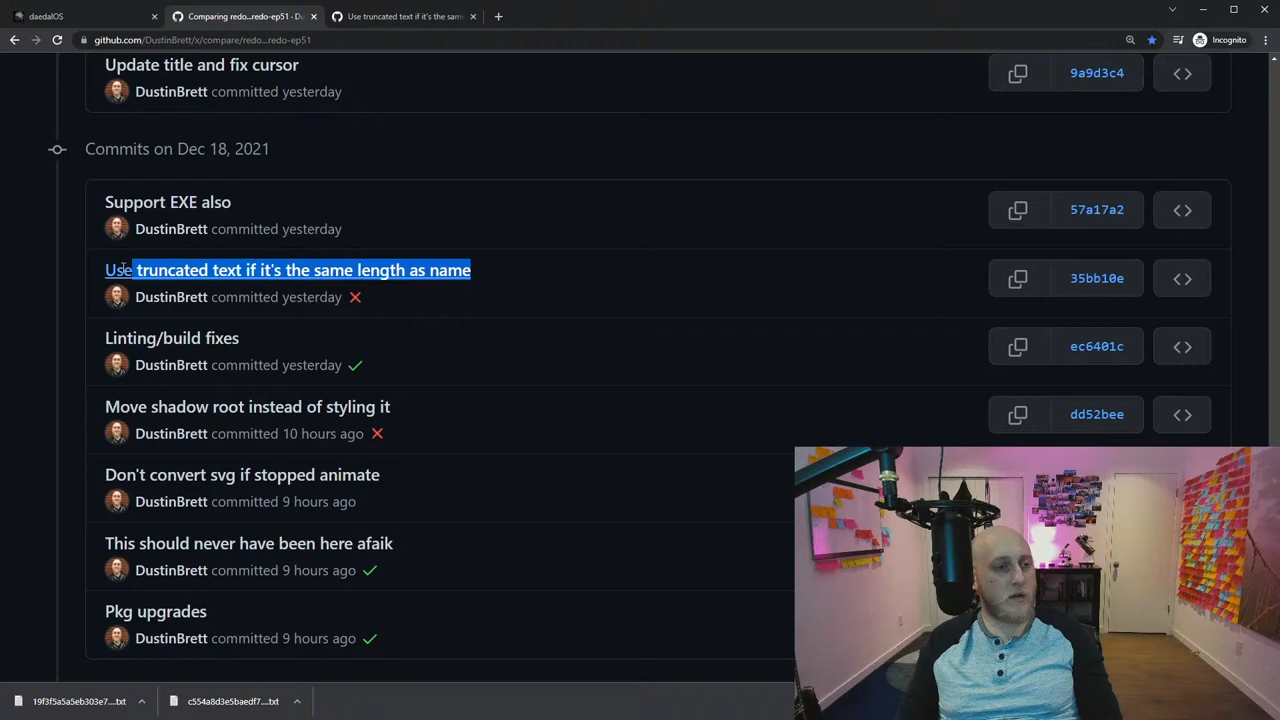 daedalOS
Comparing redo...redo-ep51 · Du
Use truncated text if it's the sam
github.com/DustinBrett/x/compare/redo...redo-ep51
Incognito
Update title and fix cursor
DustinBrett committed yesterday
9a9d3c4
Commits on Dec 18, 2021
Support EXE also
DustinBrett committed yesterday
57a17a2
Use truncated text if it's the same length as name
DustinBrett committed yesterday
35bb10e
Linting/build fixes
DustinBrett committed yesterday
ec6401c
Move shadow root instead of styling it
DustinBrett committed 10 hours ago
dd52bee
Don't convert svg if stopped animate
DustinBrett committed 9 hours ago
This should never have been here afaik
DustinBrett committed 9 hours ago
Pkg upgrades
DustinBrett committed 9 hours ago
19f3f5a5a5eb303e7....txt
c554a8d3e5baedf7....txt